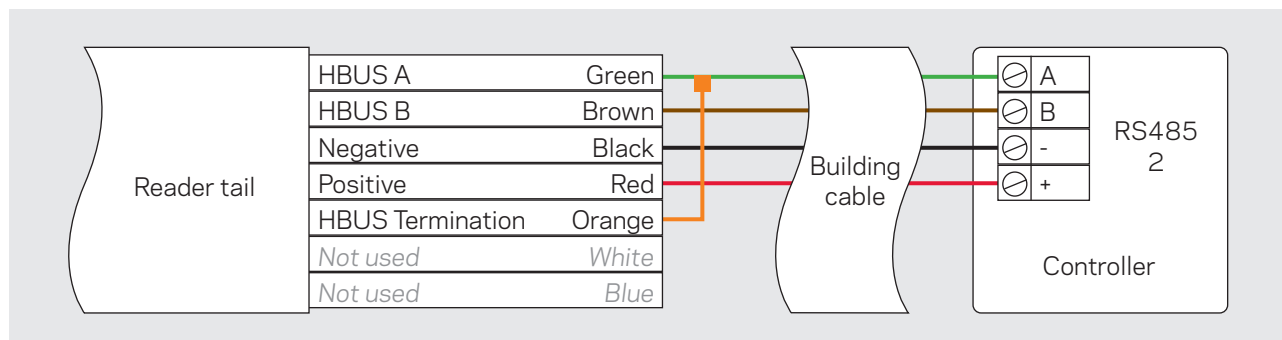 Reader tail
HBUS A Green
HBUS B Brown
Negative Black
Positive Red
HBUS Termination Orange
Not used White
Not used Blue
Building
cable
A
B
-
+
RS485
2
Controller